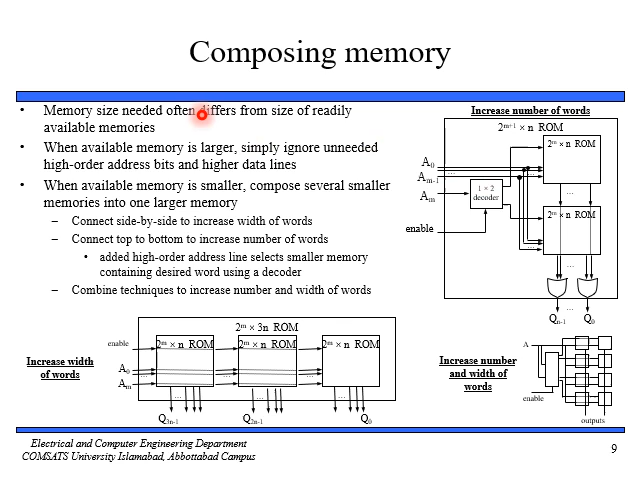 Composing memory
• Memory size needed often differs from size of readily
available memories
• When available memory is larger, simply ignore unneeded
high-order address bits and higher data lines
• When available memory is smaller, compose several smaller
memories into one larger memory
– Connect side-by-side to increase width of words
– Connect top to bottom to increase number of words
• added high-order address line selects smaller memory
containing desired word using a decoder
– Combine techniques to increase number and width of words
Increase number of words
2ᵐ⁺¹ × n ROM
2ᵐ × n ROM
A₀
...
Aₘ₋₁
1 × 2
decoder
...
Aₘ
2ᵐ × n ROM
enable
...
...
...
Qₙ₋₁ Q₀
Increase width
of words
2ᵐ × 3n ROM
enable 2ᵐ × n ROM 2ᵐ × n ROM 2ᵐ × n ROM
A₀
... ... ...
Aₘ
... ... ...
Q₃ₙ₋₁ Q₂ₙ₋₁ Q₀
Increase number
and width of
words
A
enable
outputs
Electrical and Computer Engineering Department
COMSATS University Islamabad, Abbottabad Campus
9